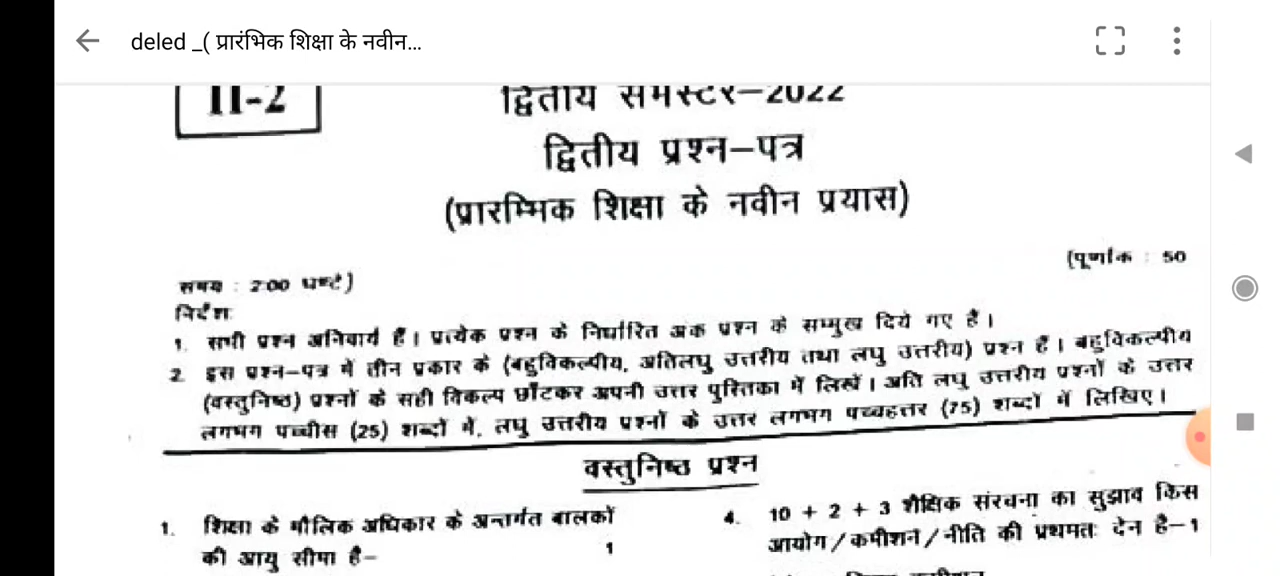 deled _( प्रारंभिक शिक्षा के नवीन...
II-2
द्वितीय सेमेस्टर–2022
द्वितीय प्रश्न–पत्र
(प्रारम्भिक शिक्षा के नवीन प्रयास)
समय : 2:00 घण्टे)
(पूर्णांक : 50
निर्देश:
1. सभी प्रश्न अनिवार्य हैं। प्रत्येक प्रश्न के निर्धारित अंक प्रश्न के सम्मुख दिये गए हैं।
2. इस प्रश्न–पत्र में तीन प्रकार के (बहुविकल्पीय, अतिलघु उत्तरीय तथा लघु उत्तरीय) प्रश्न हैं। बहुविकल्पीय
(वस्तुनिष्ठ) प्रश्नों के सही विकल्प छाँटकर अपनी उत्तर पुस्तिका में लिखें। अति लघु उत्तरीय प्रश्नों के उत्तर
लगभग पच्चीस (25) शब्दों में, लघु उत्तरीय प्रश्नों के उत्तर लगभग पच्चहत्तर (75) शब्दों में लिखिए।
वस्तुनिष्ठ प्रश्न
1. शिक्षा के मौलिक अधिकार के अन्तर्गत बालकों
की आयु सीमा है– 1
4. 10 + 2 + 3 शैक्षिक संरचना का सुझाव किस
आयोग/कमीशन/नीति की प्रथमतः देन है–1